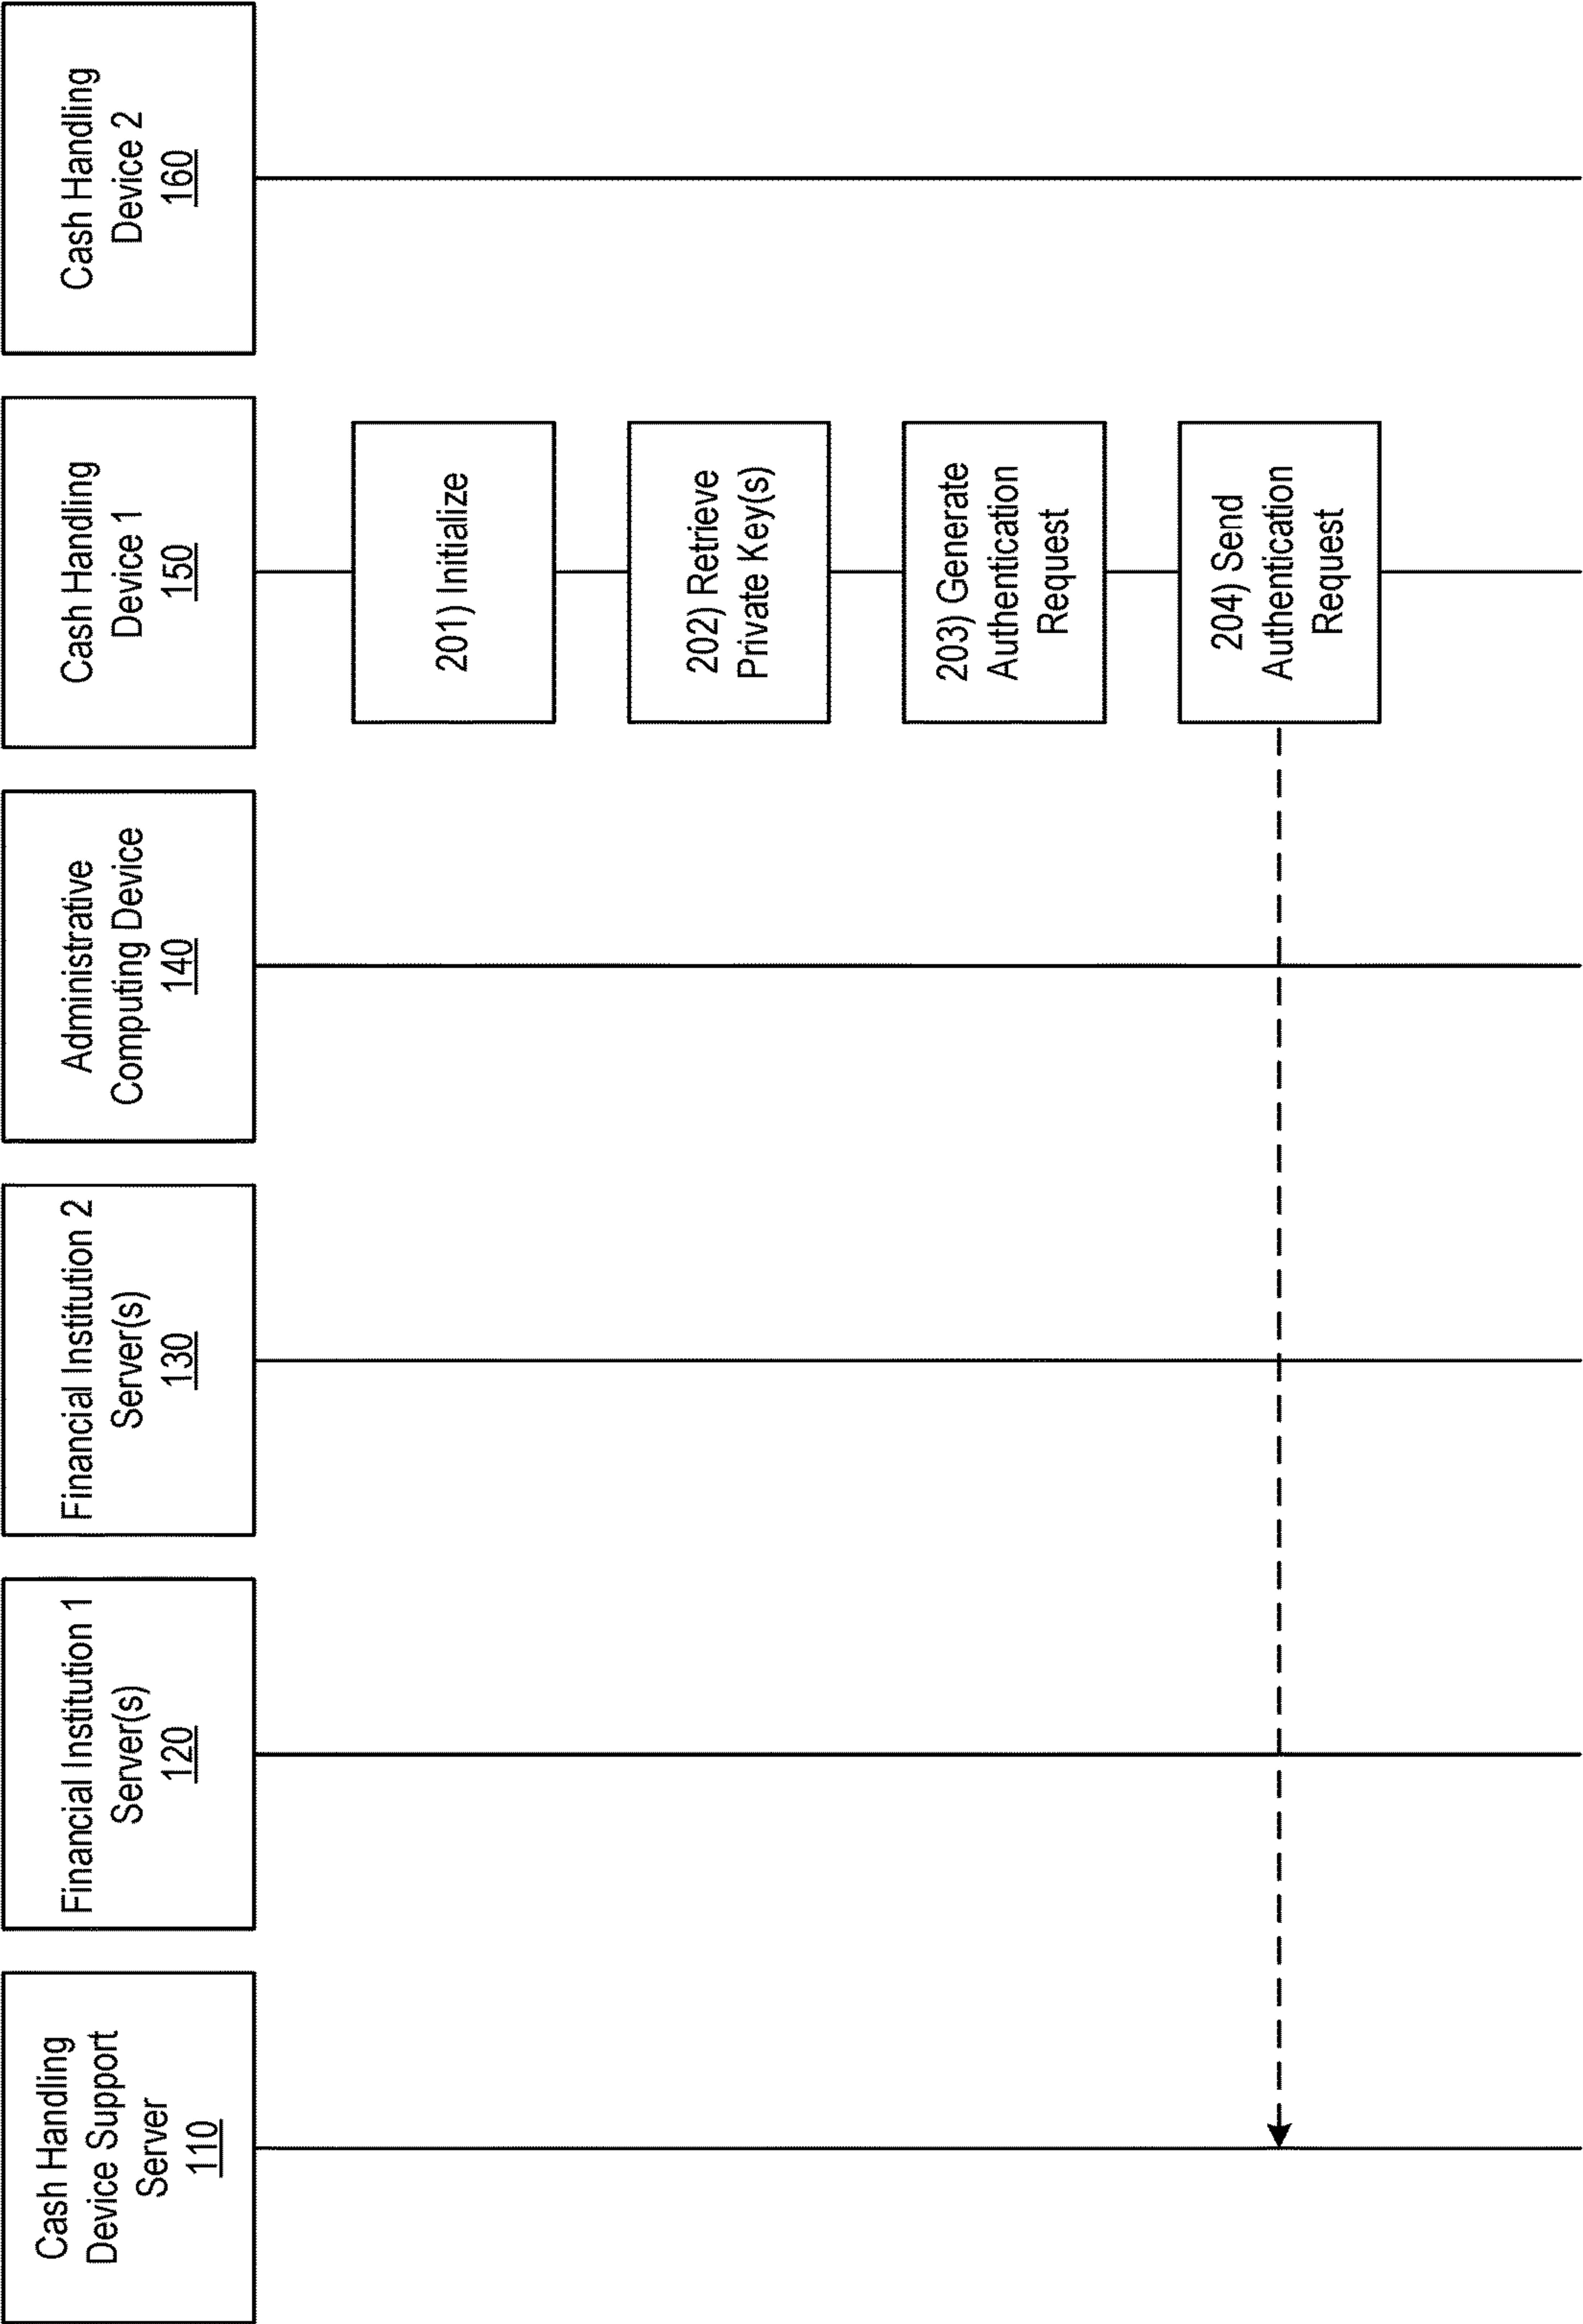 Cash Handling
Device Support
Server
110
Financial Institution 1
Server(s)
120
Financial Institution 2
Server(s)
130
Administrative
Computing Device
140
Cash Handling
Device 1
150
Cash Handling
Device 2
160
201) Initialize
202) Retrieve
Private Key(s)
203) Generate
Authentication
Request
204) Send
Authentication
Request